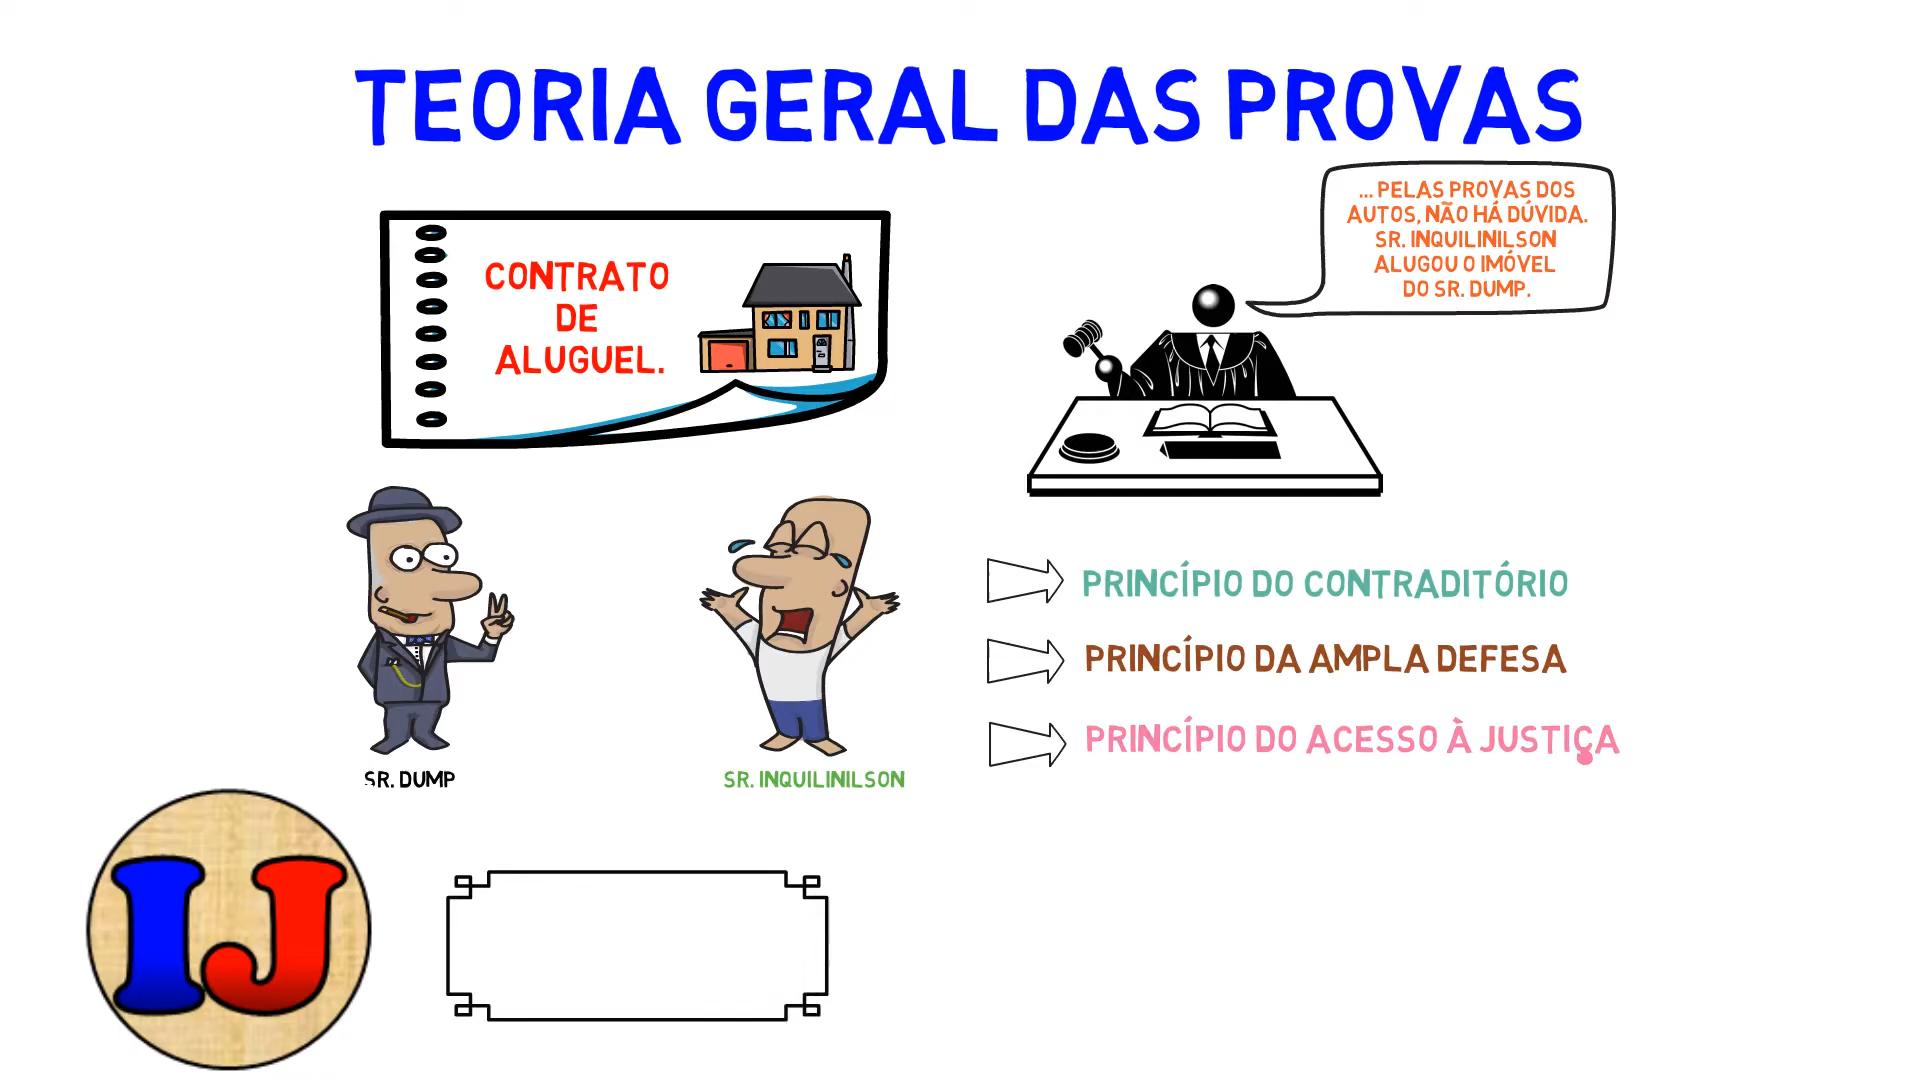 TEORIA GERAL DAS PROVAS
CONTRATO
DE
ALUGUEL.
... PELAS PROVAS DOS
AUTOS, NÃO HÁ DÚVIDA.
SR. INQUILINILSON
ALUGOU O IMÓVEL
DO SR. DUMP.
SR. DUMP
SR. INQUILINILSON
PRINCÍPIO DO CONTRADITÓRIO
PRINCÍPIO DA AMPLA DEFESA
PRINCÍPIO DO ACESSO À JUSTIÇA
IJ